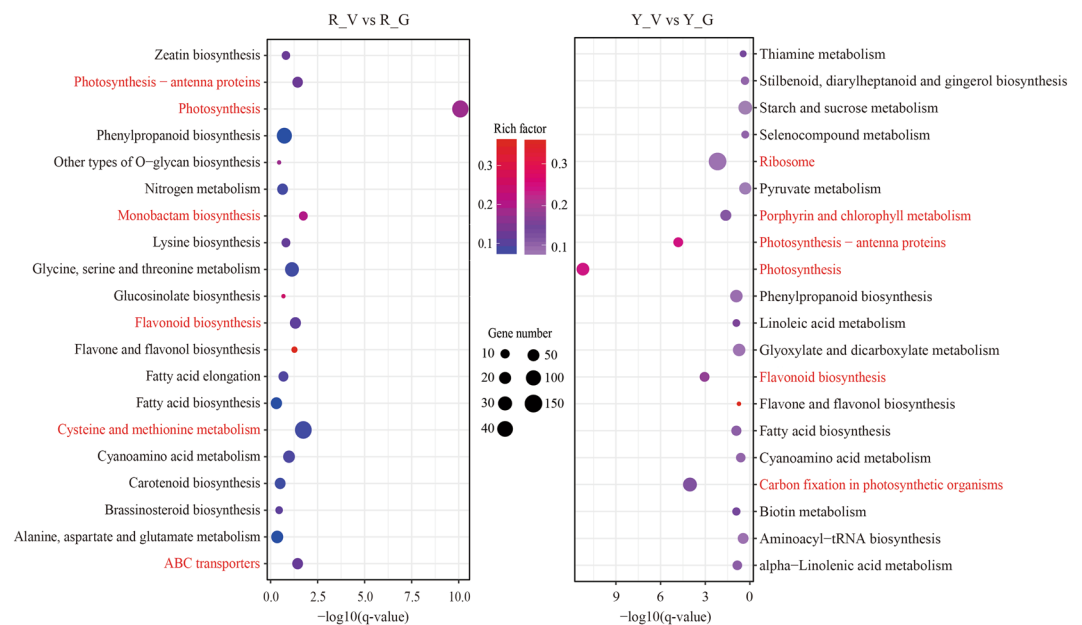 R_V vs R_G
Zeatin biosynthesis
Photosynthesis − antenna proteins
Photosynthesis
Phenylpropanoid biosynthesis
Other types of O−glycan biosynthesis
Nitrogen metabolism
Monobactam biosynthesis
Lysine biosynthesis
Glycine, serine and threonine metabolism
Glucosinolate biosynthesis
Flavonoid biosynthesis
Flavone and flavonol biosynthesis
Fatty acid elongation
Fatty acid biosynthesis
Cysteine and methionine metabolism
Cyanoamino acid metabolism
Carotenoid biosynthesis
Brassinosteroid biosynthesis
Alanine, aspartate and glutamate metabolism
ABC transporters
0.0 2.5 5.0 7.5 10.0
−log10(q-value)
Rich factor
0.3 0.3
0.2 0.2
0.1 0.1
Gene number
10 50
20 100
30 150
40
Y_V vs Y_G
Thiamine metabolism
Stilbenoid, diarylheptanoid and gingerol biosynthesis
Starch and sucrose metabolism
Selenocompound metabolism
Ribosome
Pyruvate metabolism
Porphyrin and chlorophyll metabolism
Photosynthesis − antenna proteins
Photosynthesis
Phenylpropanoid biosynthesis
Linoleic acid metabolism
Glyoxylate and dicarboxylate metabolism
Flavonoid biosynthesis
Flavone and flavonol biosynthesis
Fatty acid biosynthesis
Cyanoamino acid metabolism
Carbon fixation in photosynthetic organisms
Biotin metabolism
Aminoacyl−tRNA biosynthesis
alpha−Linolenic acid metabolism
9 6 3 0
−log10(q-value)